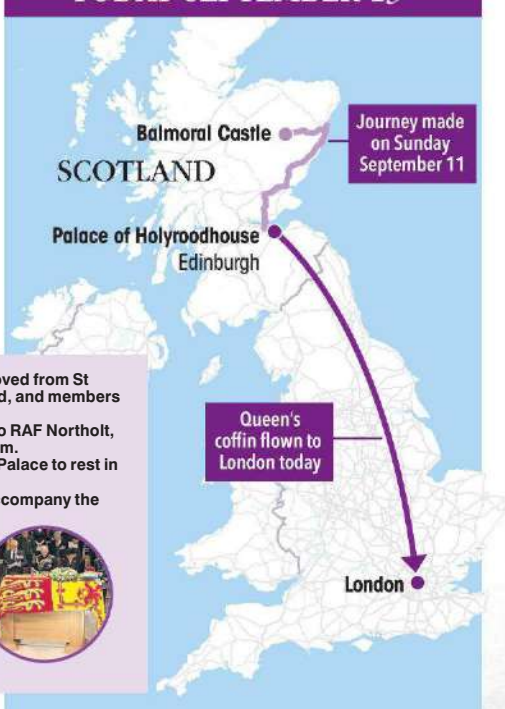 Balmoral Castle
SCOTLAND
Journey made
on Sunday
September 11
Palace of Holyroodhouse
Edinburgh
oved from St
d, and members
o RAF Northolt,
m.
Palace to rest in
ccompany the
Queen's
coffin flown to
London today
London